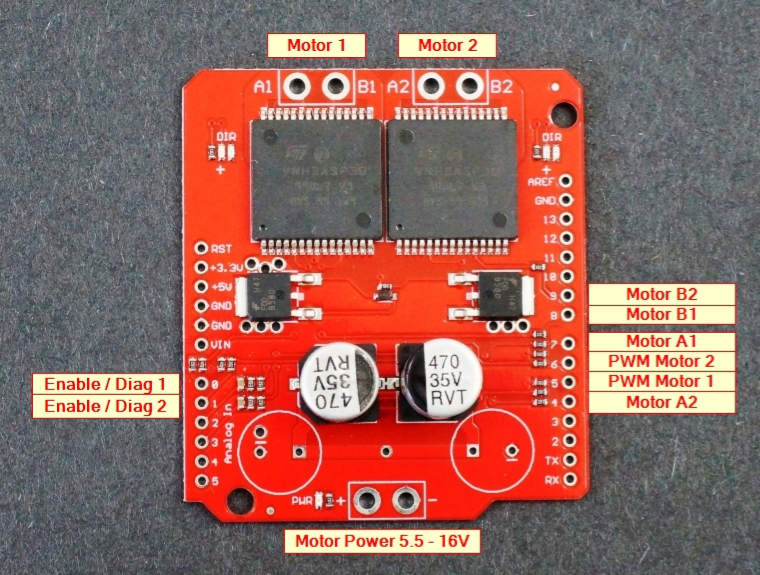 Motor 1
Motor 2
A1
B1
A2
B2
DIR
+
DIR
+
AREF
GND
13
12
11
10
9
8
7
6
5
4
3
2
TX
RX
RST
+3.3V
+5V
GND
GND
VIN
0
1
2
3
4
5
Analog In
Motor B2
Motor B1
Motor A1
PWM Motor 2
PWM Motor 1
Motor A2
Enable / Diag 1
Enable / Diag 2
470
35V
RVT
470
35V
RVT
PWR
+
-
Motor Power 5.5 - 16V